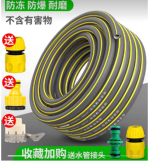 防冻 防爆 耐磨
不含有害物
送
送
送
收藏加购 送水管接头